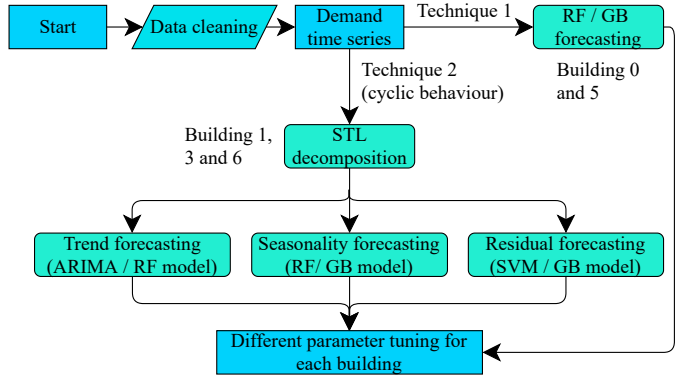 Start
Data cleaning
Demand
time series
Technique 1
RF / GB
forecasting
Building 0
and 5
Technique 2
(cyclic behaviour)
Building 1,
3 and 6
STL
decomposition
Trend forecasting
(ARIMA / RF model)
Seasonality forecasting
(RF/ GB model)
Residual forecasting
(SVM / GB model)
Different parameter tuning for
each building